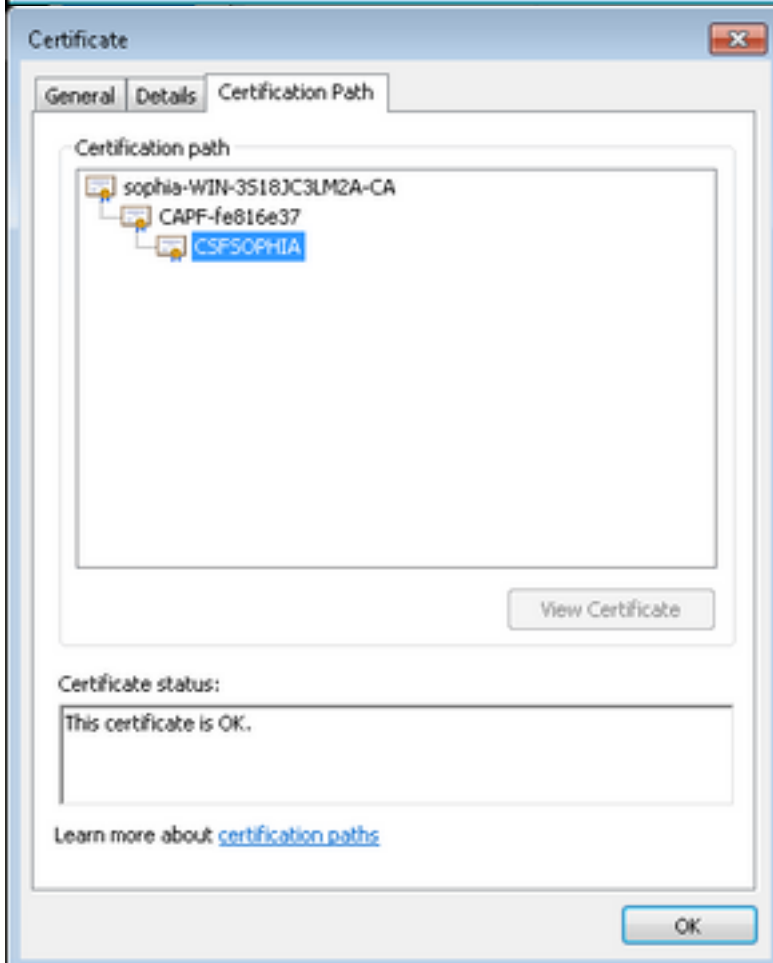 Certificate
General Details Certification Path
Certification path
sophia-WIN-3S18JC3LM2A-CA
CAPF-fe816e37
CSFSOPHIA
View Certificate
Certificate status:
This certificate is OK.
Learn more about certification paths
OK